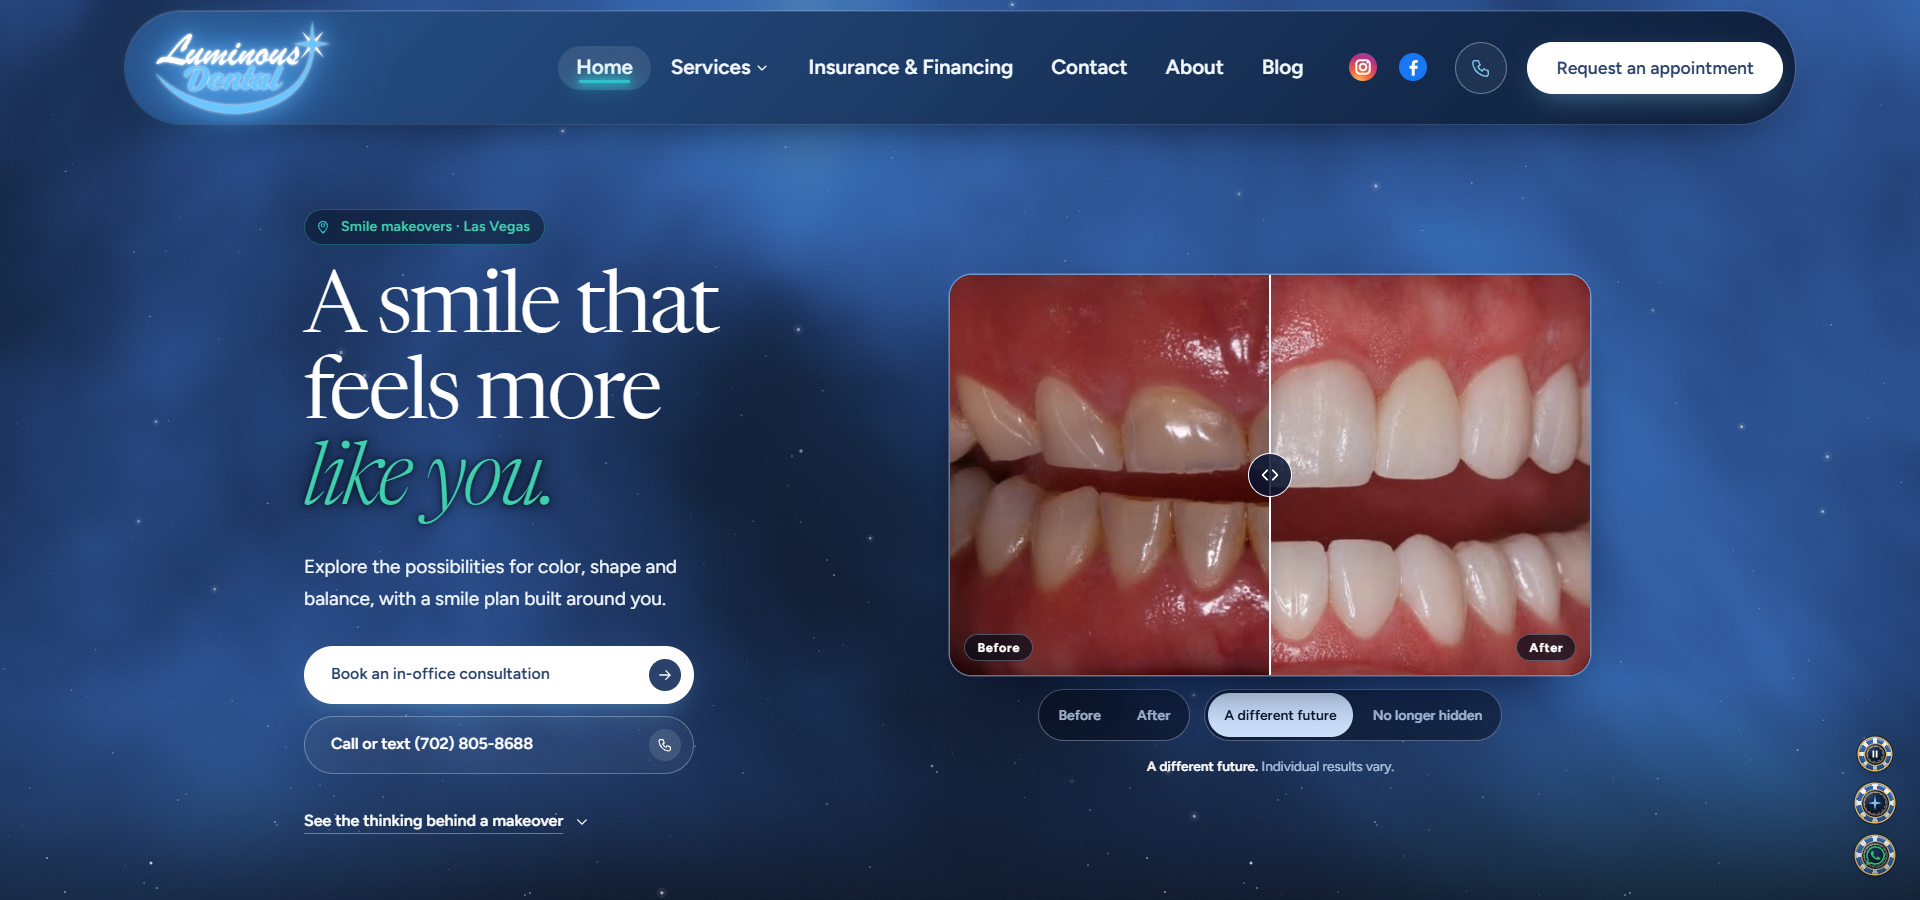 Luminous
Dental
Home
Services
Insurance & Financing
Contact
About
Blog
Request an appointment
Smile makeovers · Las Vegas
A smile that
feels more
like you.
Explore the possibilities for color, shape and
balance, with a smile plan built around you.
Book an in-office consultation
Call or text (702) 805-8688
See the thinking behind a makeover
Before
After
Before
After
A different future
No longer hidden
A different future. Individual results vary.